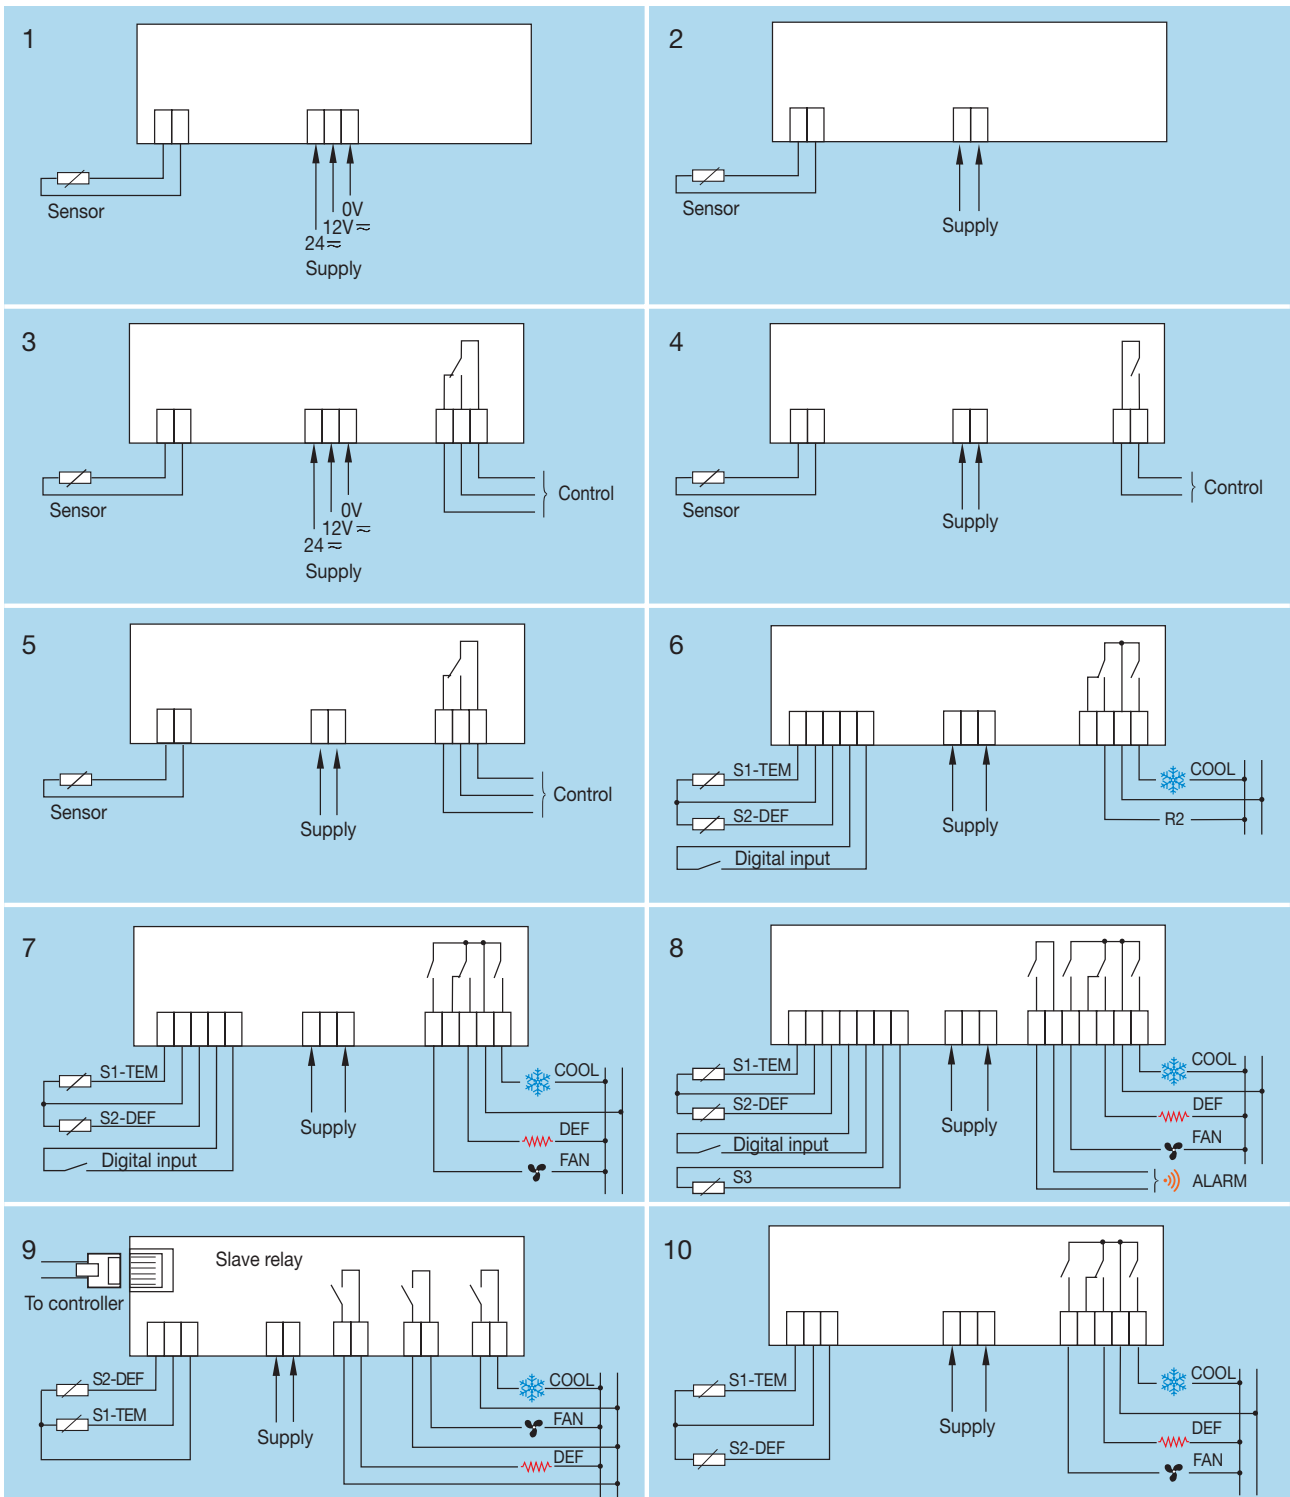 1
Sensor
0V
12V ≂
24 ≂
Supply
2
Sensor
Supply
3
Sensor
0V
12V ≂
24 ≂
Supply
Control
4
Sensor
Supply
Control
5
Sensor
Supply
Control
6
S1-TEM
S2-DEF
Digital input
Supply
COOL
R2
7
S1-TEM
S2-DEF
Digital input
Supply
COOL
DEF
FAN
8
S1-TEM
S2-DEF
Digital input
S3
Supply
COOL
DEF
FAN
ALARM
9
Slave relay
To controller
S2-DEF
S1-TEM
Supply
COOL
FAN
DEF
10
S1-TEM
S2-DEF
Supply
COOL
DEF
FAN